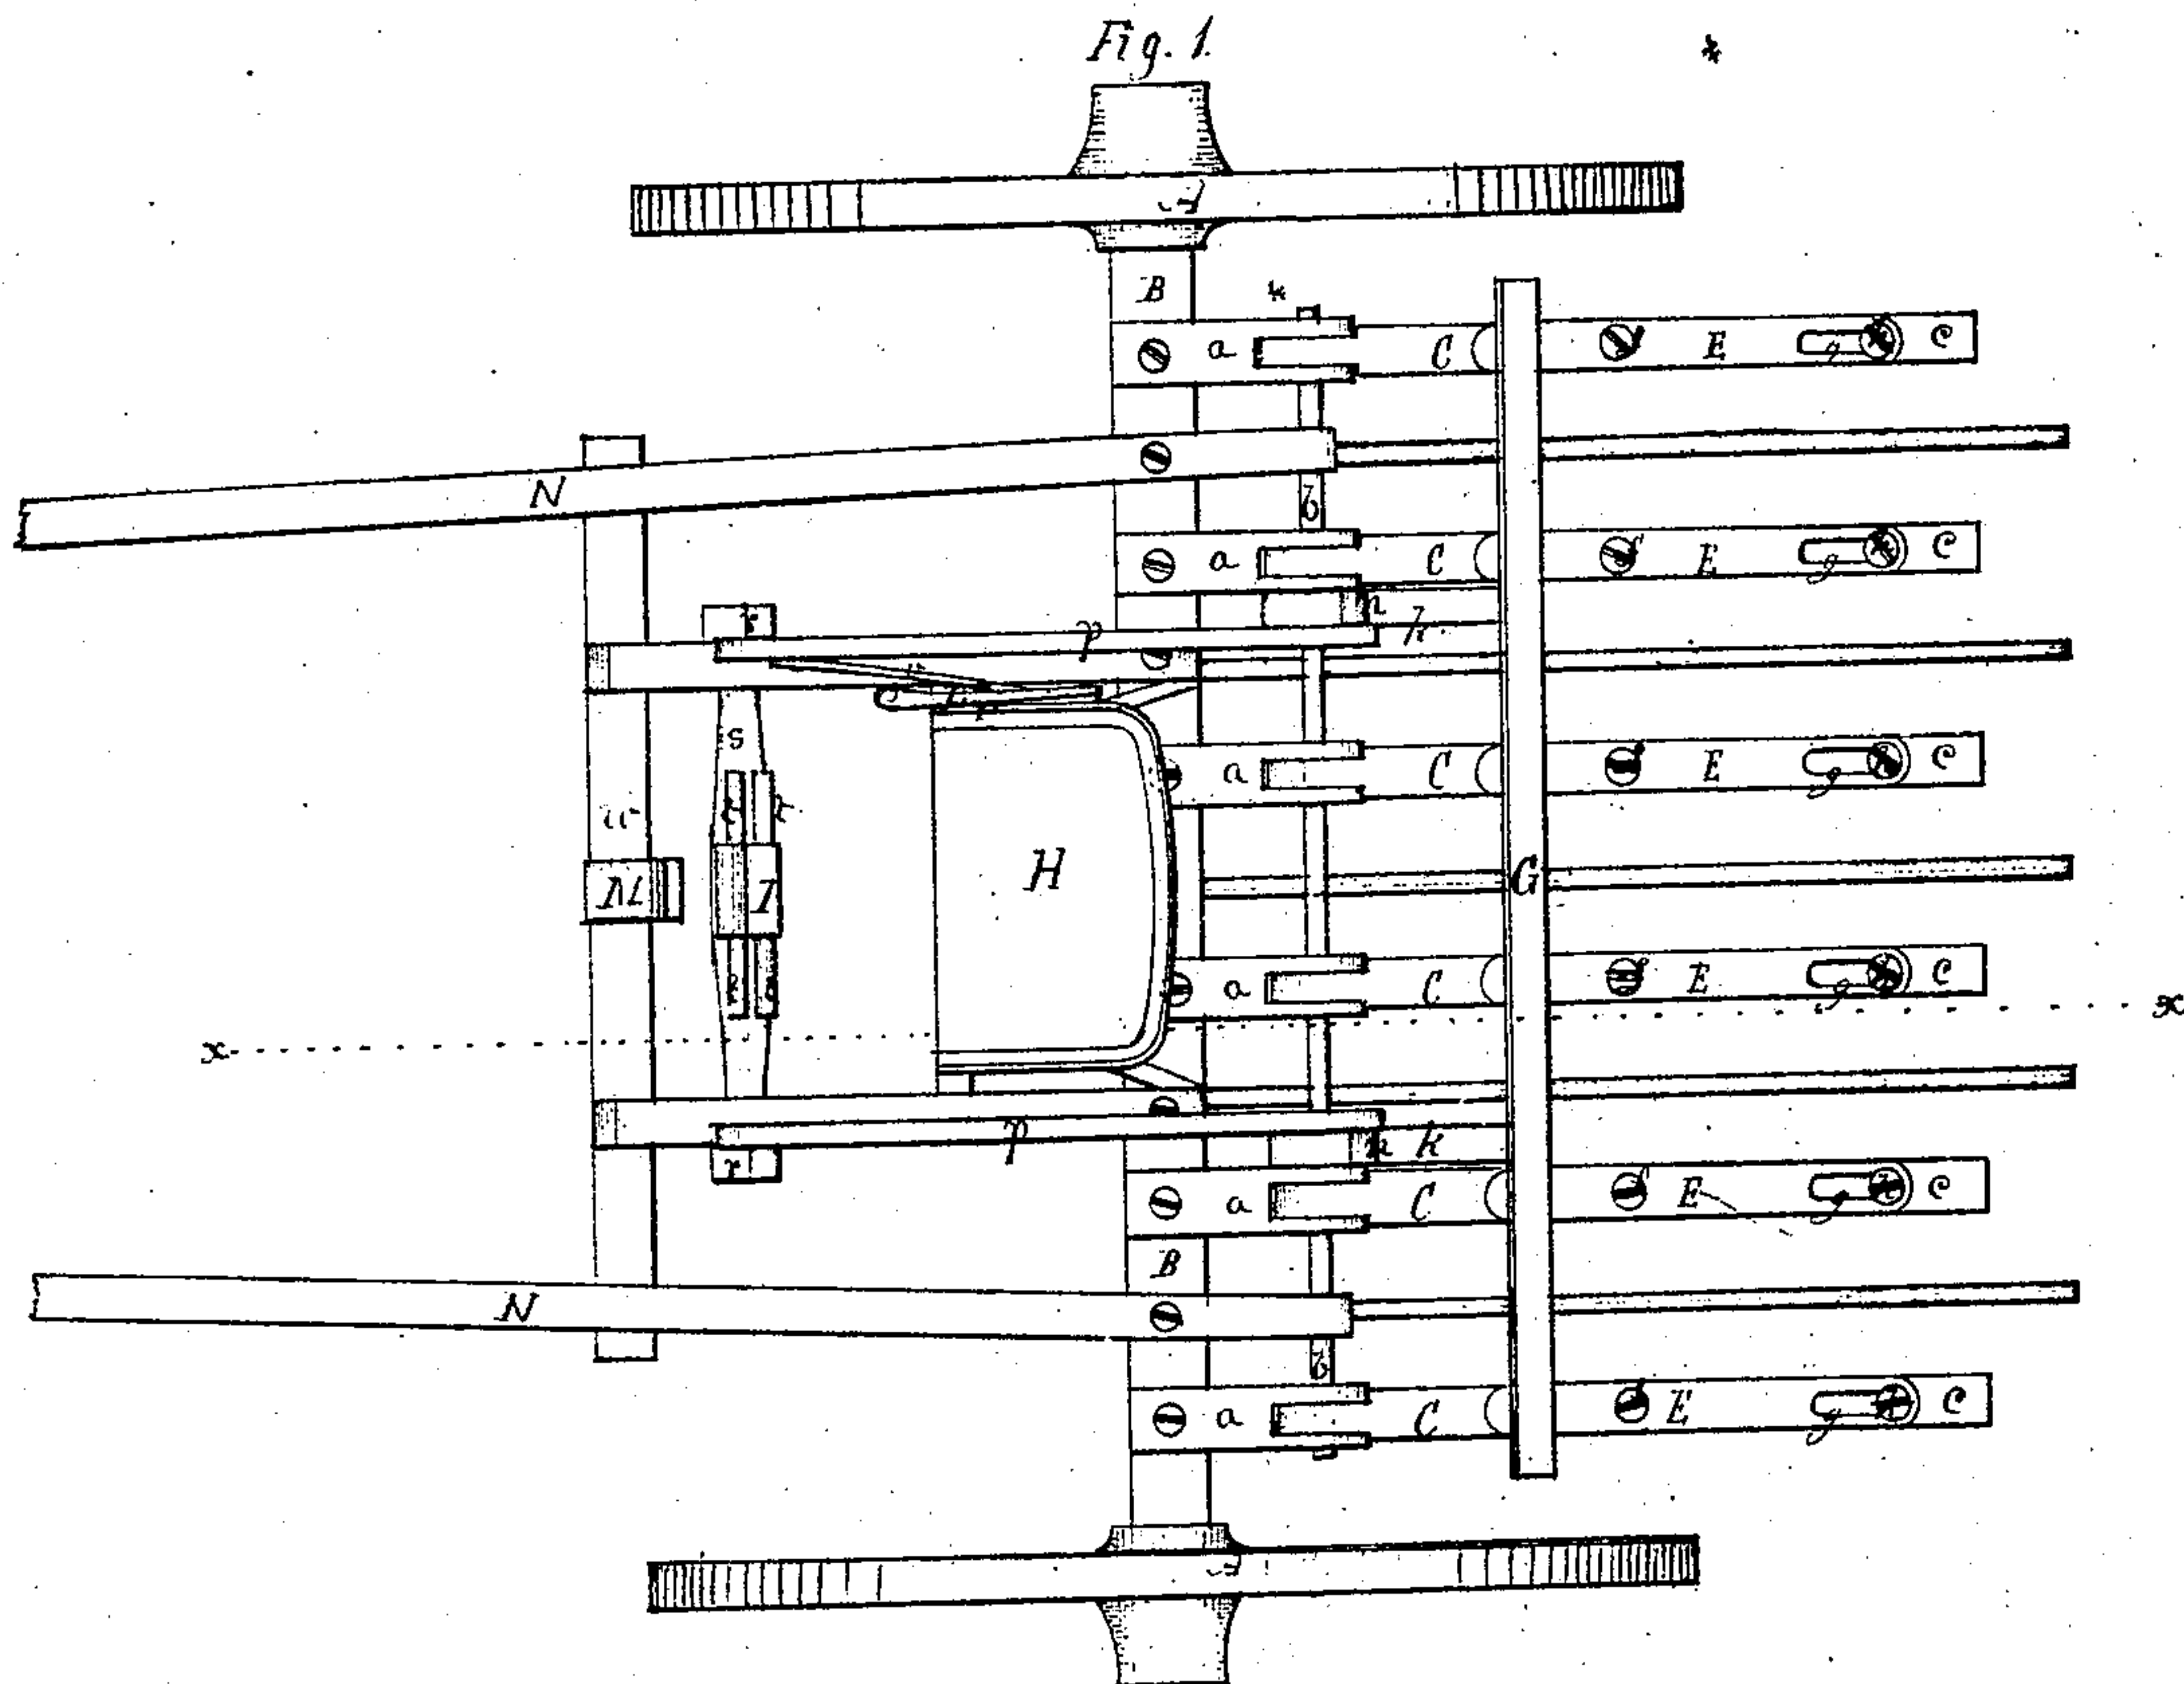 Fig. 1.
A
B
a C E g e
N
b
a C E g e
r p n k
L
s
a C E g e
u t t
H
M I G
a C E g e
x x
p n k
r
a C E g e
B
N
b
a C E g e
A